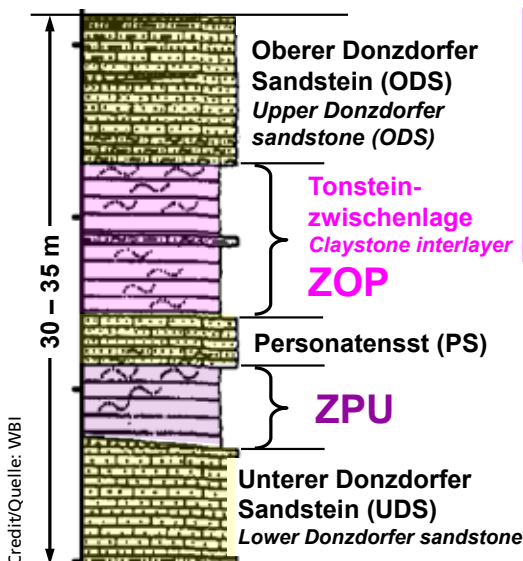 Oberer Donzdorfer
Sandstein (ODS)
Upper Donzdorfer
sandstone (ODS)
Tonstein-
zwischenlage
Claystone interlayer
ZOP
30 – 35 m
Personatensst (PS)
ZPU
Unterer Donzdorfer
Sandstein (UDS)
Lower Donzdorfer sandstone
Credit/Quelle: WBI